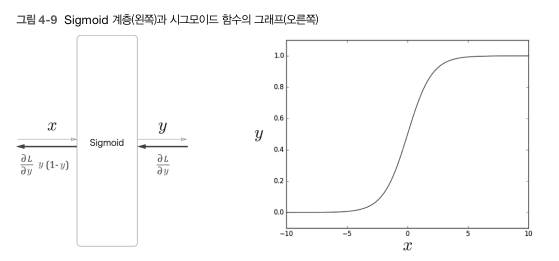 그림 4-9 Sigmoid 계층(왼쪽)과 시그모이드 함수의 그래프(오른쪽)
x
y
Sigmoid
∂L/∂y y (1- y)
∂L/∂y
1.0
0.8
0.6
y
0.4
0.2
0.0
−10 −5 0 5 10
x